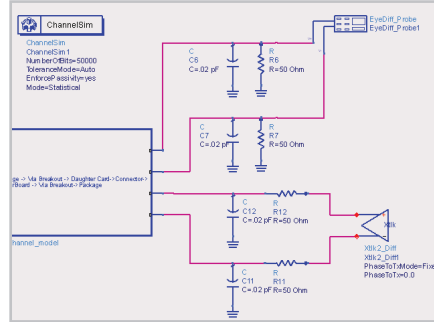 ChannelSim
EyeDiff_Probe
EyeDiff_Probe1
ChannelSim
ChannelSim1
NumberOfBits=50000
ToleranceMode=Auto
EnforcePassivity=yes
Mode=Statistical
C
C6
C=.02 pF
R
R6
R=50 Ohm
C
C7
C=.02 pF
R
R7
R=50 Ohm
ge -> Via Breakout -> Daughter Card->Connector->
rBoard -> Via Breakout-> Package
hannel_model
C
C12
C=.02 pF
R
R12
R=50 Ohm
Xtlk
Xtlk2_Diff
Xtlk2_Diff1
PhaseToTxMode=Fixe
PhaseToTx=0.0
C
C11
C=.02 pF
R
R11
R=50 Ohm